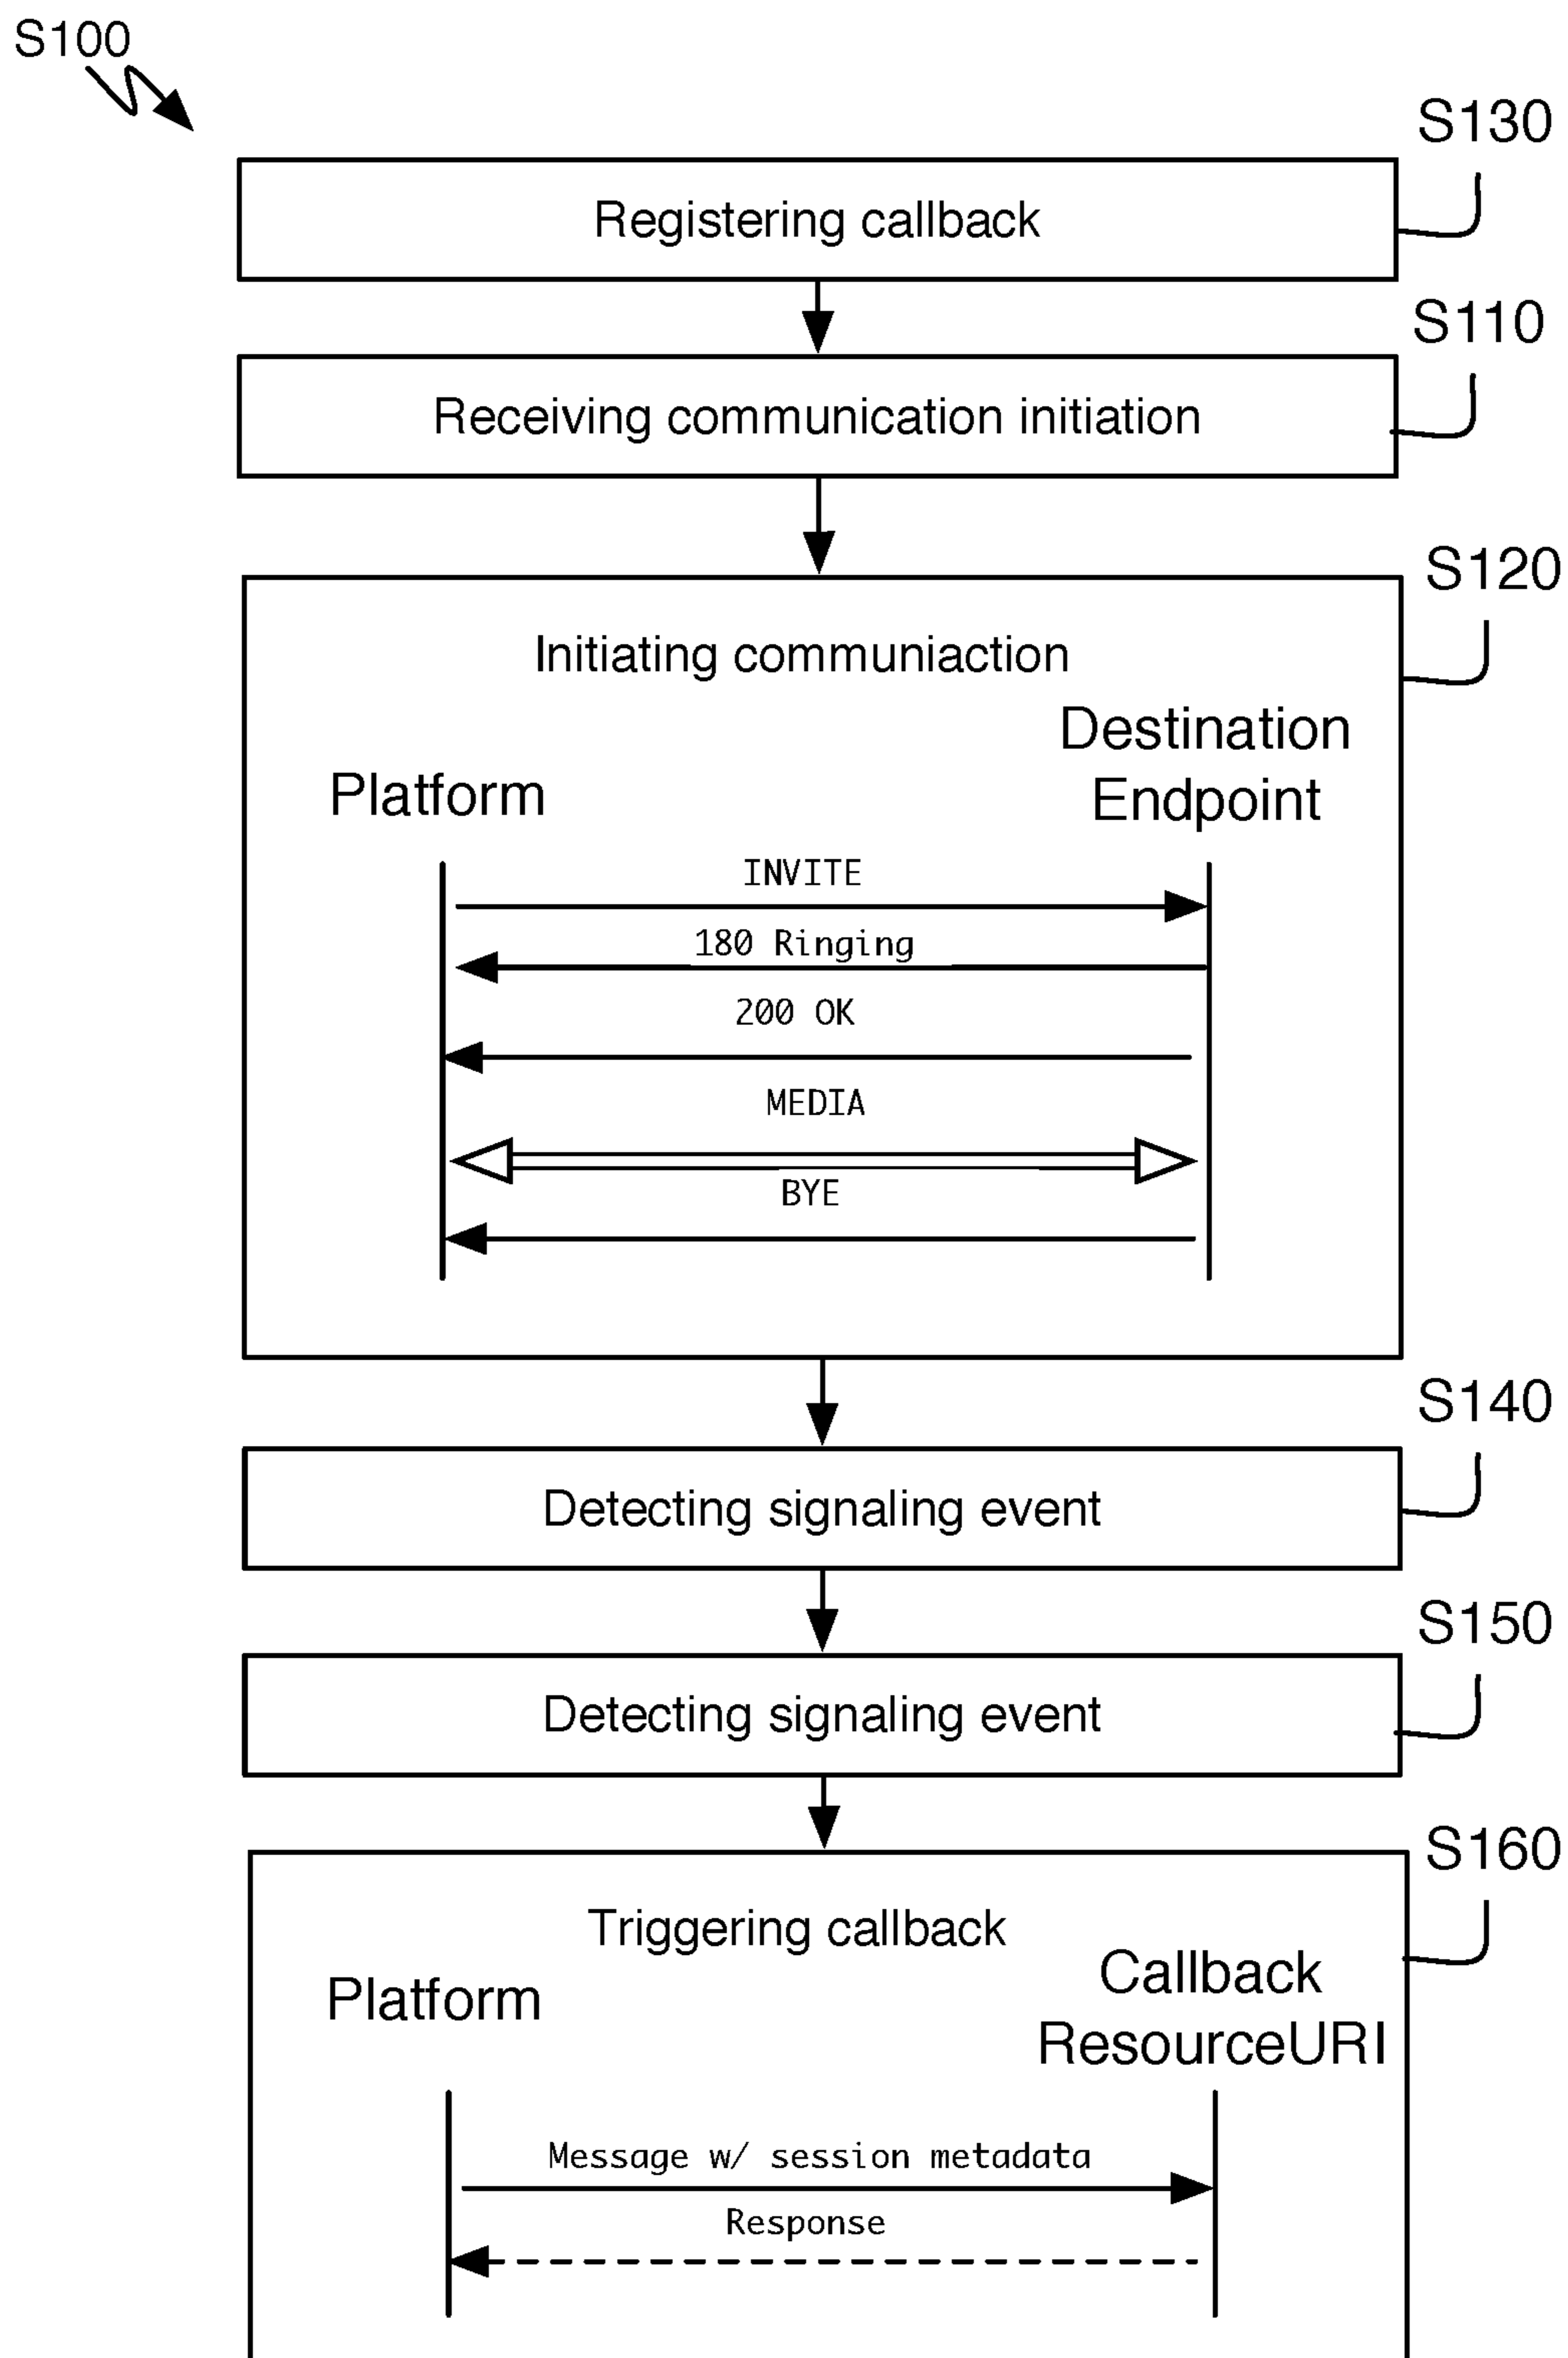 S100
S130
Registering callback
S110
Receiving communication initiation
S120
Initiating communiaction
Destination
Endpoint
Platform
INVITE
180 Ringing
200 OK
MEDIA
BYE
S140
Detecting signaling event
S150
Detecting signaling event
S160
Triggering callback
Callback
ResourceURI
Platform
Message w/ session metadata
Response